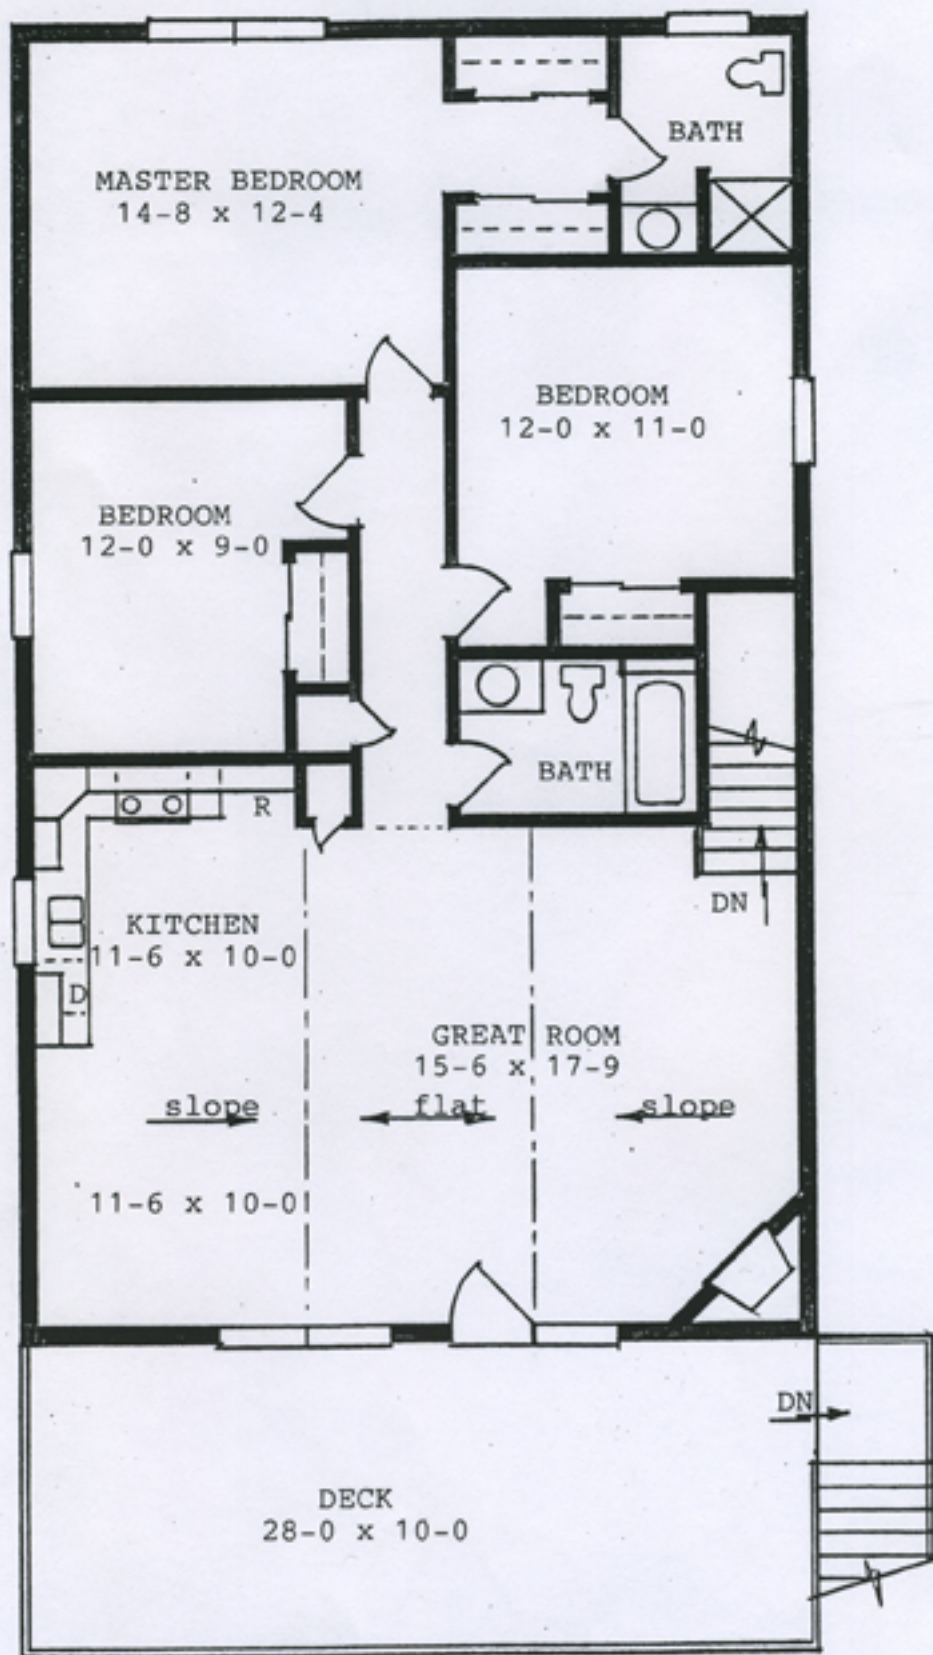 BATH
MASTER BEDROOM
14-8 x 12-4
BEDROOM
12-0 x 11-0
BEDROOM
12-0 x 9-0
BATH
R
DN
KITCHEN
11-6 x 10-0
D
GREAT ROOM
15-6 x 17-9
slope
flat
slope
11-6 x 10-0
DN
DECK
28-0 x 10-0